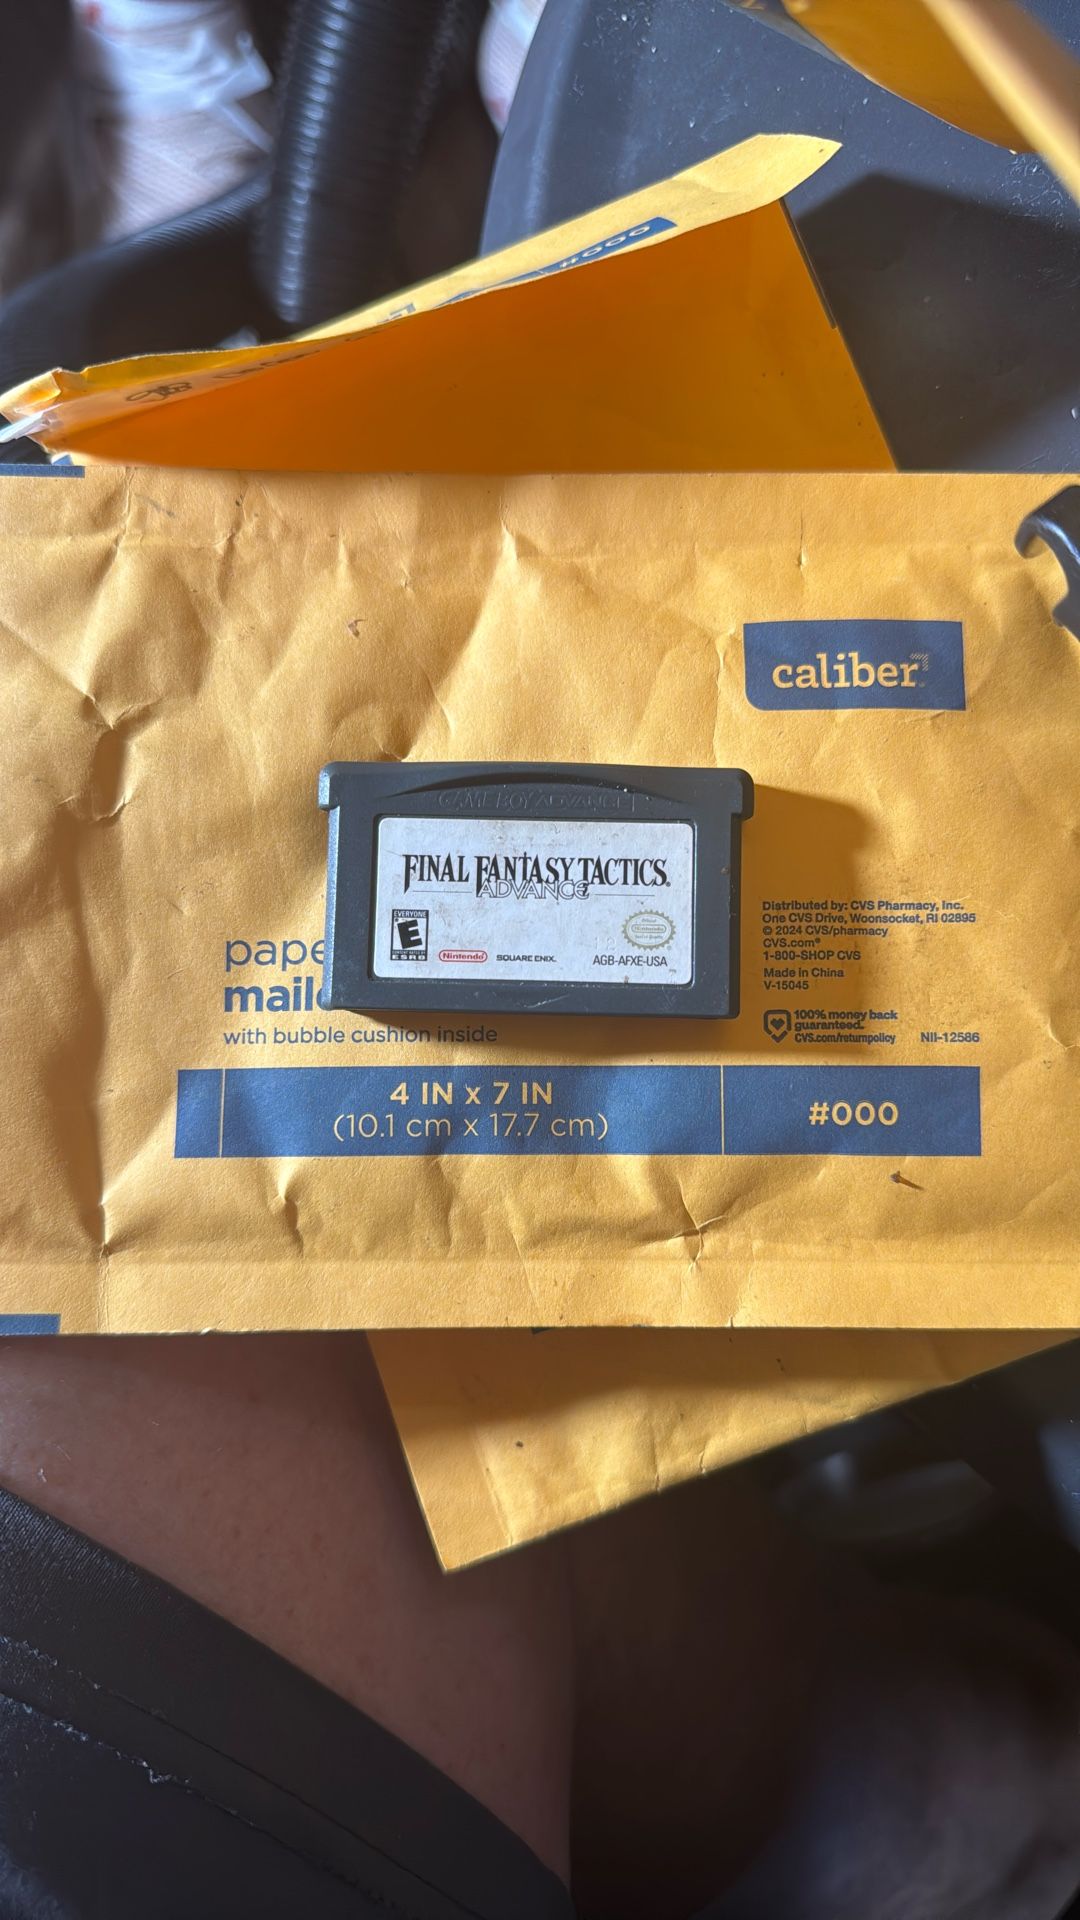 #000
caliber
GAME BOY ADVANCE
FINAL FANTASY TACTICS®
ADVANCE
EVERYONE
E
ESRB
Nintendo
SQUARE ENIX.
Nintendo
AGB-AFXE-USA
Distributed by: CVS Pharmacy, Inc.
One CVS Drive, Woonsocket, RI 02895
© 2024 CVS/pharmacy
CVS.com®
1-800-SHOP CVS
Made in China
V-15045
100% money back
guaranteed.
CVS.com/returnpolicy
NII-12586
pape
mail
with bubble cushion inside
4 IN x 7 IN
(10.1 cm x 17.7 cm)
#000